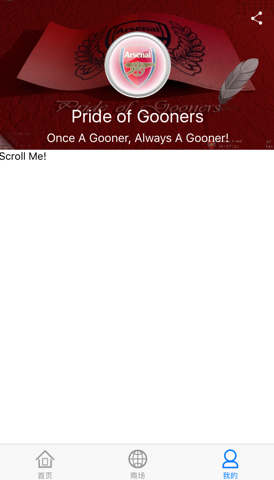 Arsenal
Pride of Gooners
Pride of Gooners
Once A Gooner, Always A Gooner!
Scroll Me!
首页
商场
我的